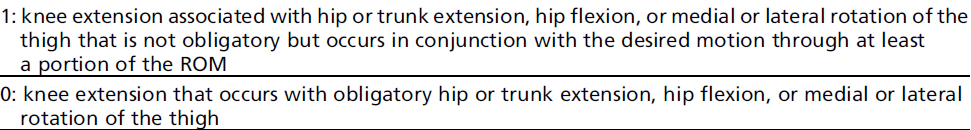 1: knee extension associated with hip or trunk extension, hip flexion, or medial or lateral rotation of the
thigh that is not obligatory but occurs in conjunction with the desired motion through at least
a portion of the ROM
0: knee extension that occurs with obligatory hip or trunk extension, hip flexion, or medial or lateral
rotation of the thigh